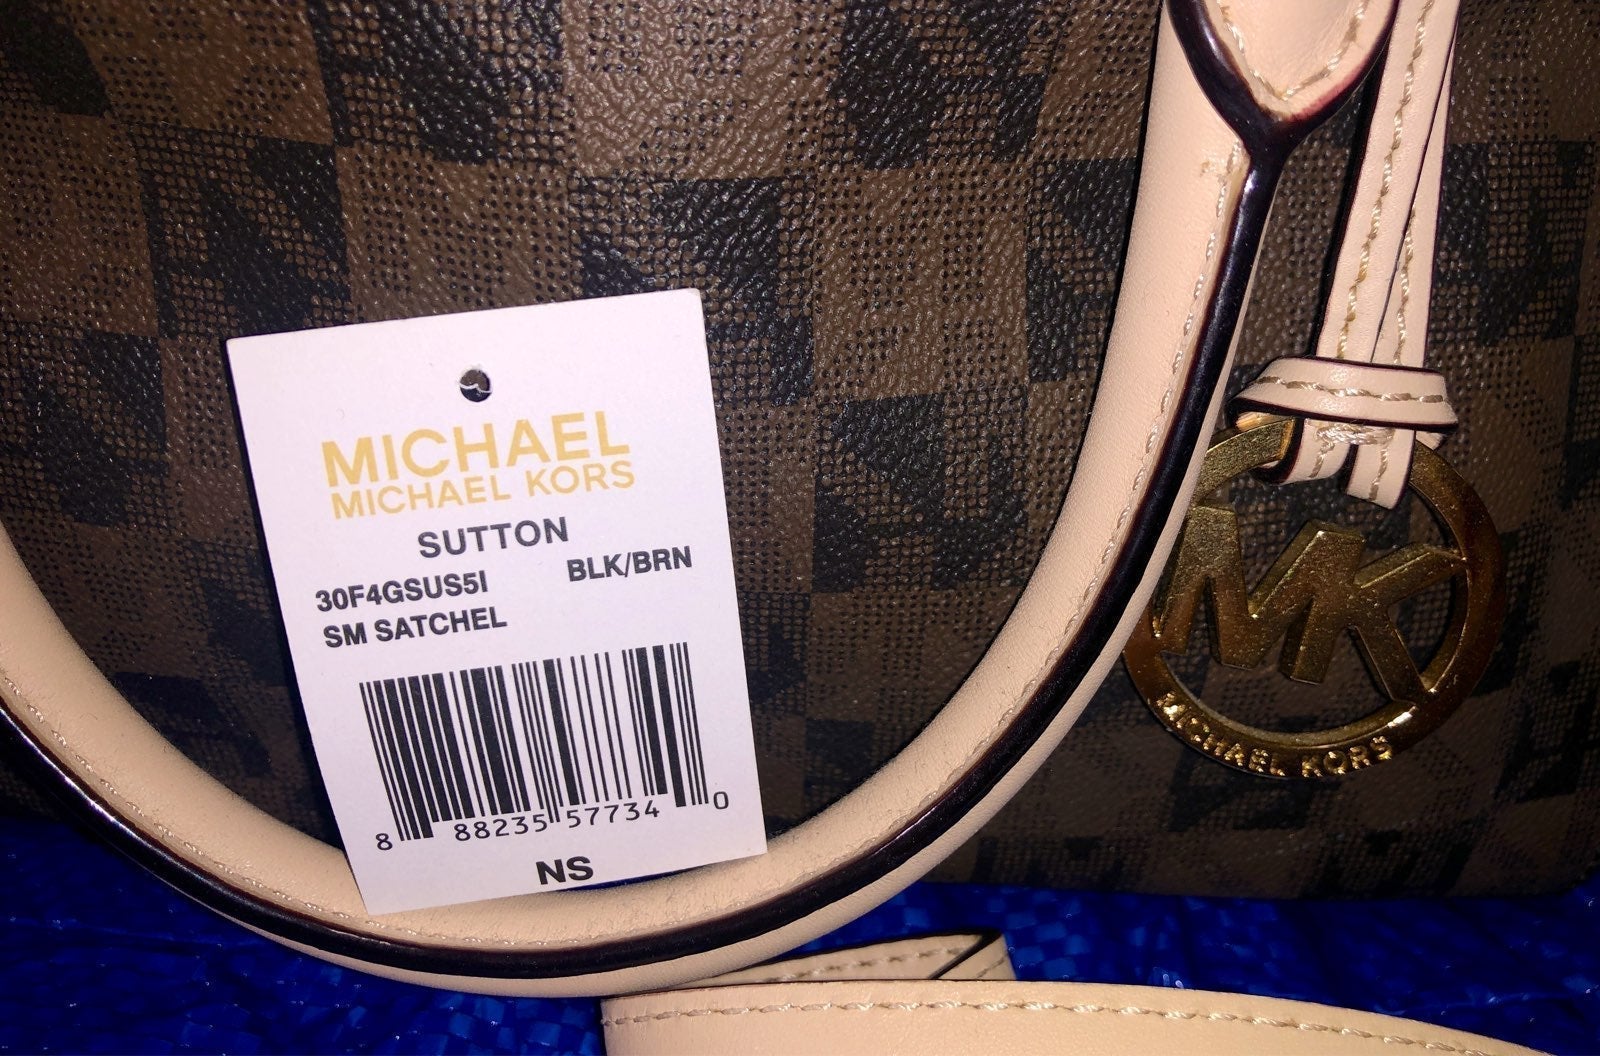 MICHAEL
MICHAEL KORS
SUTTON
30F4GSUS5I BLK/BRN
SM SATCHEL
8 88235 57734 0
NS
MK
MICHAEL KORS